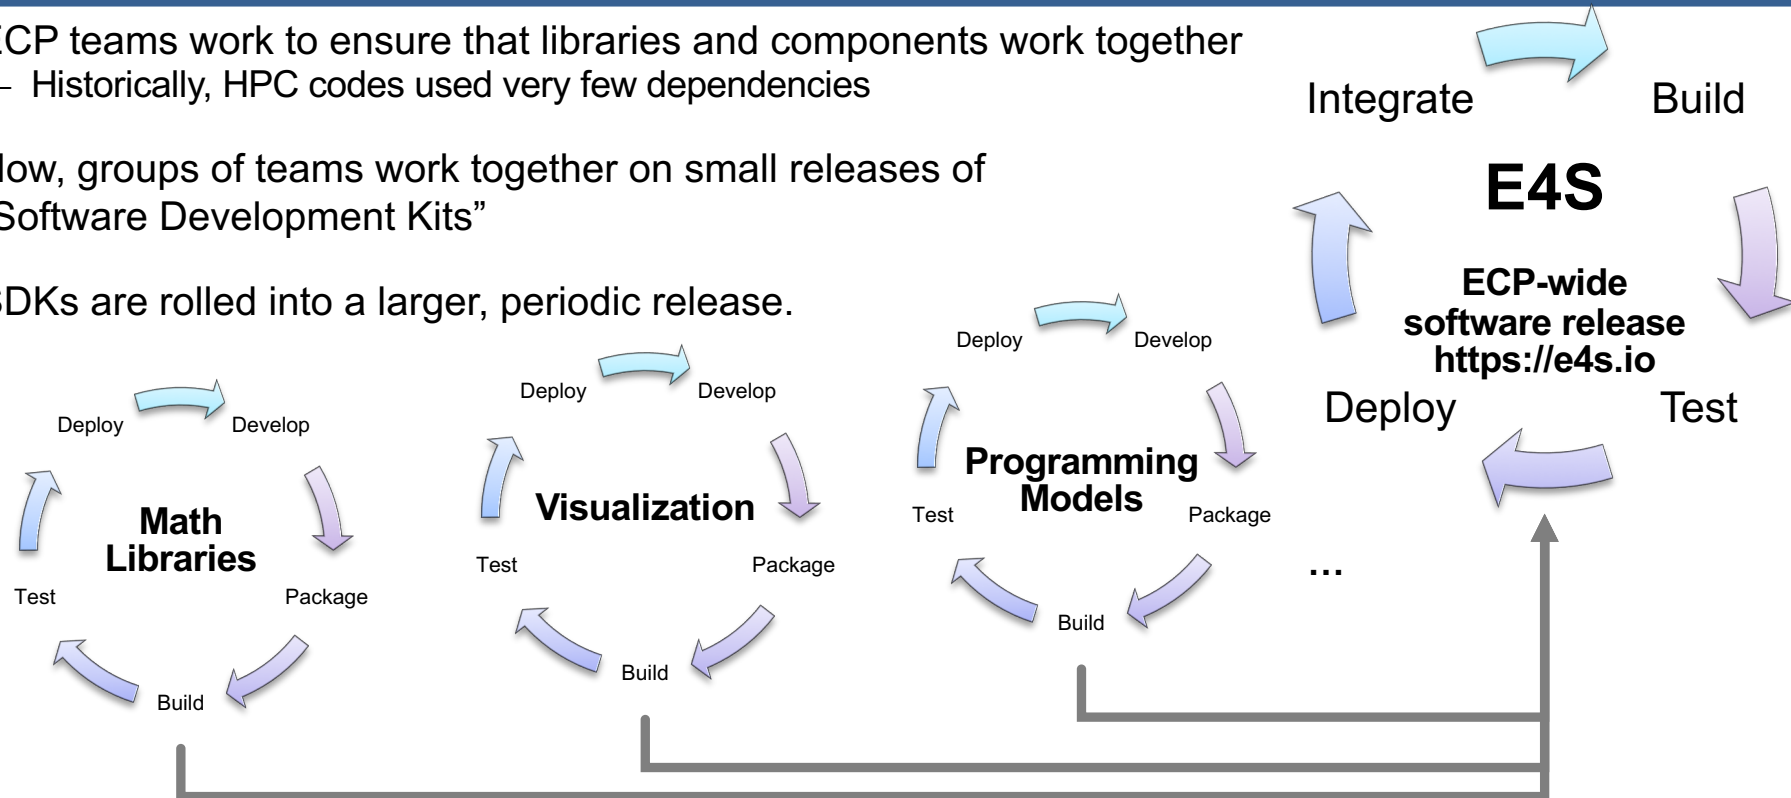 ECP teams work to ensure that libraries and components work together
– Historically, HPC codes used very few dependencies
Now, groups of teams work together on small releases of
Software Development Kits”
SDKs are rolled into a larger, periodic release.
Integrate
Build
E4S
ECP-wide
software release
https://e4s.io
Deploy
Test
Deploy
Develop
Math
Libraries
Test
Package
Build
Deploy
Develop
Visualization
Test
Package
Build
Deploy
Develop
Programming
Models
Test
Package
Build
...